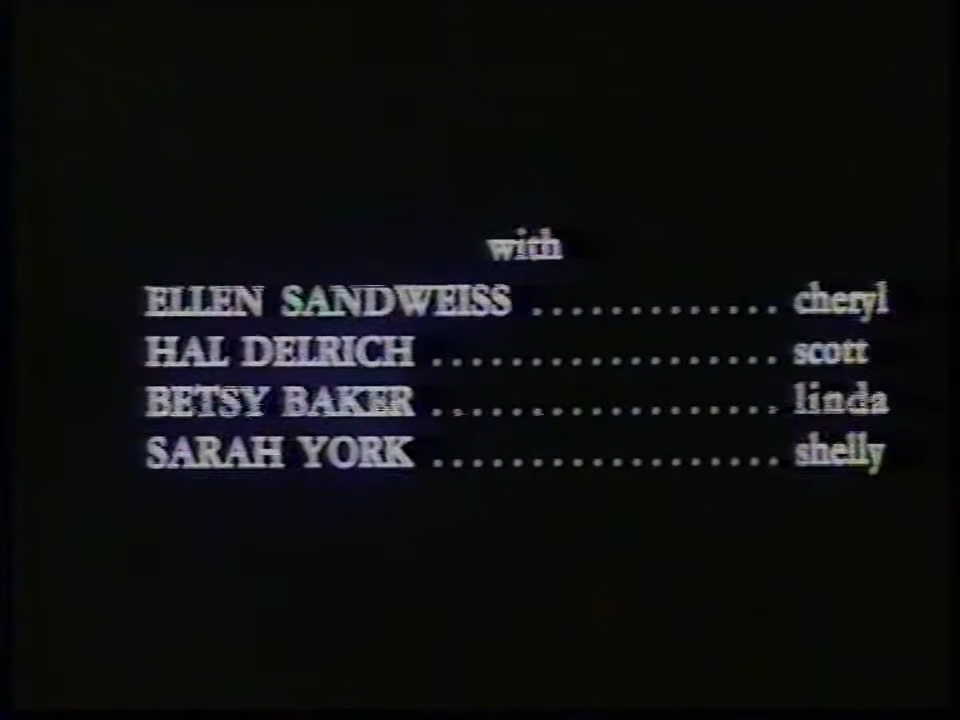 with
ELLEN SANDWEISS ............. cheryl
HAL DELRICH .................. scott
BETSY BAKER .................. linda
SARAH YORK .................. shelly